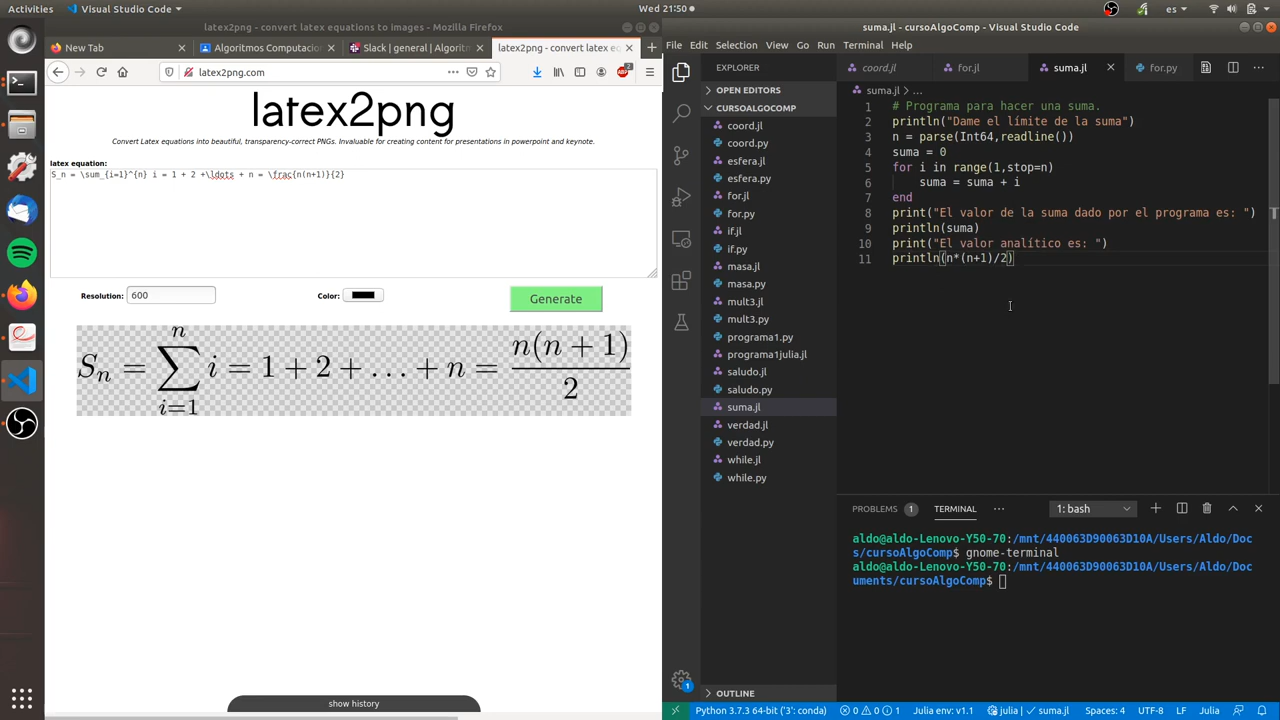 Activities
Visual Studio Code
mar 21 21:50
es
latex2png - convert latex equations to images - Mozilla Firefox
New Tab
Algoritmos Computacion
Slack | general | Algoritm
latex2png - convert latex eq
latex2png.com
2
latex2png
Convert Latex equations into beautiful, transparency-correct PNGs. Invaluable for creating content for presentations in powerpoint and keynote.
latex equation:
S_n = \sum_{i=1}^{n} i = 1 + 2 +\ldots + n = \frac{n(n+1)}{2}
Resolution: 600
Color:
Generate
S_n = \sum_{i=1}^{n} i = 1 + 2 + \ldots + n = \frac{n(n+1)}{2}
show history
suma.jl - cursoAlgoComp - Visual Studio Code
File Edit Selection View Go Run Terminal Help
EXPLORER
OPEN EDITORS
CURSOALGOCOMP
coord.jl
coord.py
esfera.jl
esfera.py
for.jl
for.py
if.jl
if.py
masa.jl
masa.py
mult3.jl
mult3.py
programa1.py
programa1julia.jl
saludo.jl
saludo.py
suma.jl
verdad.jl
verdad.py
while.jl
while.py
OUTLINE
coord.jl
for.jl
suma.jl
for.py
suma.jl > ...
1 # Programa para hacer una suma.
2 println("Dame el límite de la suma")
3 n = parse(Int64,readline())
4 suma = 0
5 for i in range(1,stop=n)
6     suma = suma + i
7 end
8 print("El valor de la suma dado por el programa es: ")
9 println(suma)
10 print("El valor analítico es: ")
11 println(n*(n+1)/2)
PROBLEMS 1 TERMINAL ... 1: bash
aldo@aldo-Lenovo-Y50-70:/mnt/440063D90063D10A/Users/Aldo/Doc
s/cursoAlgoComp$ gnome-terminal
aldo@aldo-Lenovo-Y50-70:/mnt/440063D90063D10A/Users/Aldo/Doc
uments/cursoAlgoComp$
1
Python 3.7.3 64-bit ('3': conda) 0 0 1 Julia env: v1.1 julia | suma.jl Spaces: 4 UTF-8 LF Julia